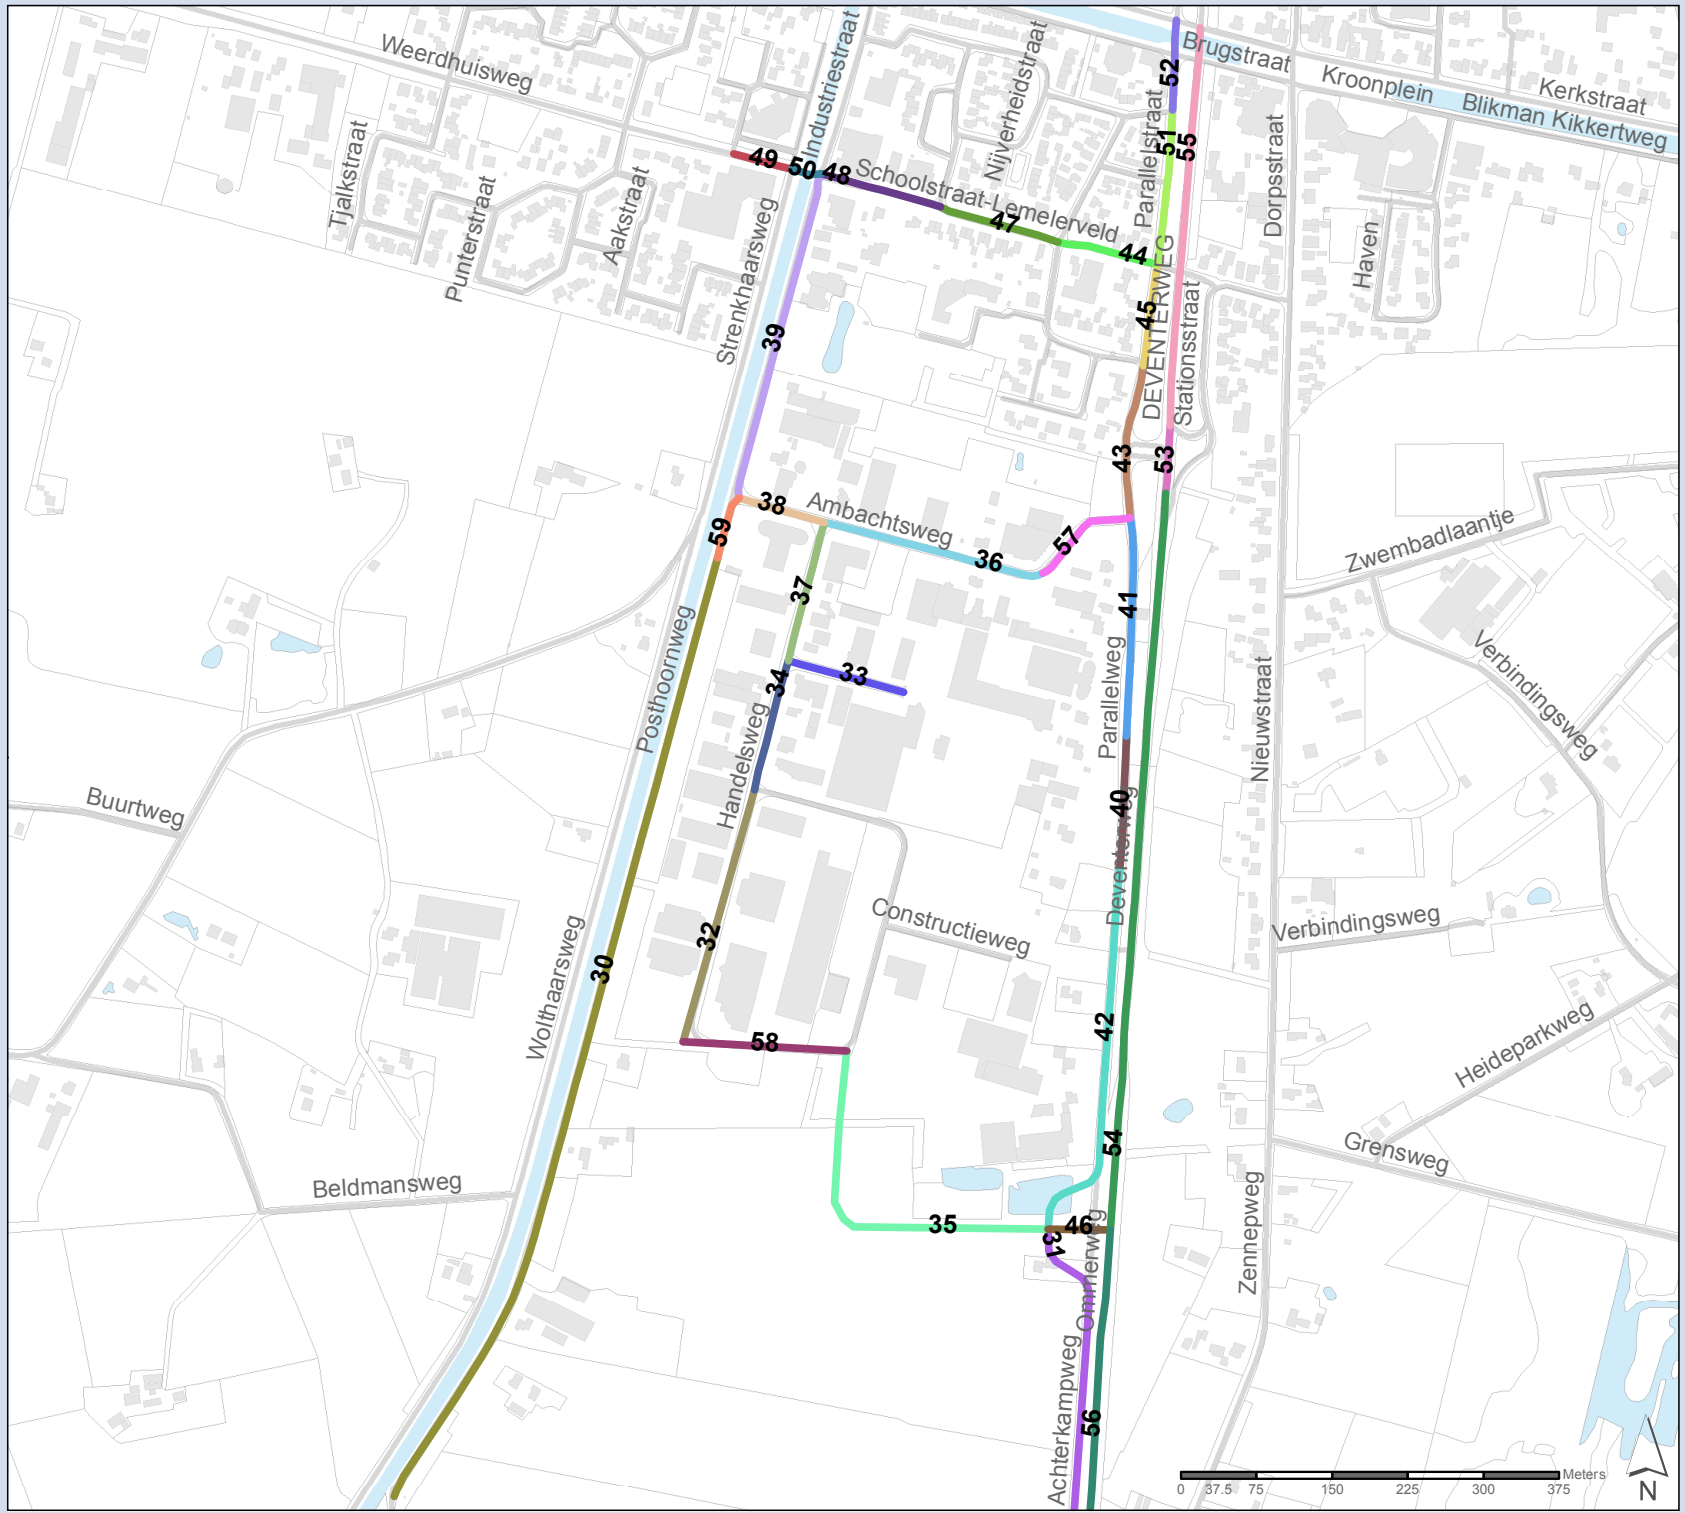 Weerdhuisweg
Industriestraat
Nijverheidstraat
Brugstraat
Kroonplein
Kerkstraat
Blikman Kikkertweg
52
Parallelstraat
51
55
Dorpsstraat
Tjalkstraat
Punterstraat
Aakstraat
49
50
48
Schoolstraat-Lemelerveld
47
44
Haven
Strenkhaarsweg
39
45
DEVENTERWEG
Stationsstraat
43
53
38
Ambachtsweg
59
36
57
Zwembadlaantje
37
41
Posthoornweg
33
34
Handelsweg
Parallelweg
Nieuwstraat
Verbindingsweg
Buurtweg
40
Deventerweg
32
Constructieweg
Verbindingsweg
30
Wolthaarsweg
58
42
Heideparkweg
54
Grensweg
Beldmansweg
35
46
31
Ommerweg
Zennepweg
Achterkampweg
56
Meters
0 37.5 75 150 225 300 375
N